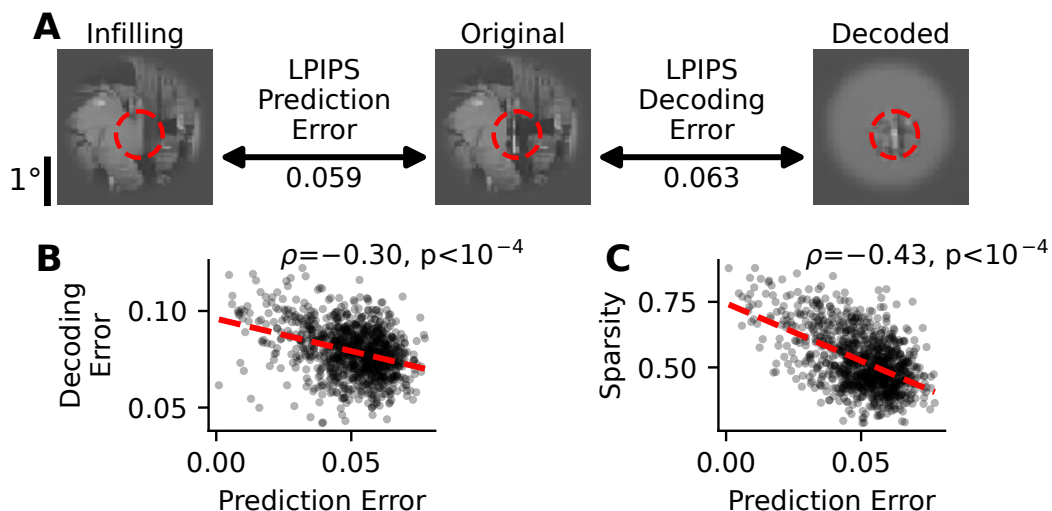 A
Infilling
Original
Decoded
LPIPS
Prediction
Error
0.059
LPIPS
Decoding
Error
0.063
1°
B
ρ=−0.30, p<10⁻⁴
Decoding
Error
0.10
0.05
0.00
0.05
Prediction Error
C
ρ=−0.43, p<10⁻⁴
Sparsity
0.75
0.50
0.00
0.05
Prediction Error